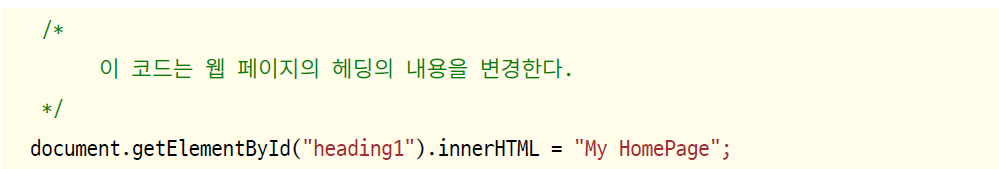 /*
이 코드는 웹 페이지의 헤딩의 내용을 변경한다.
*/
document.getElementById("heading1").innerHTML = "My HomePage";